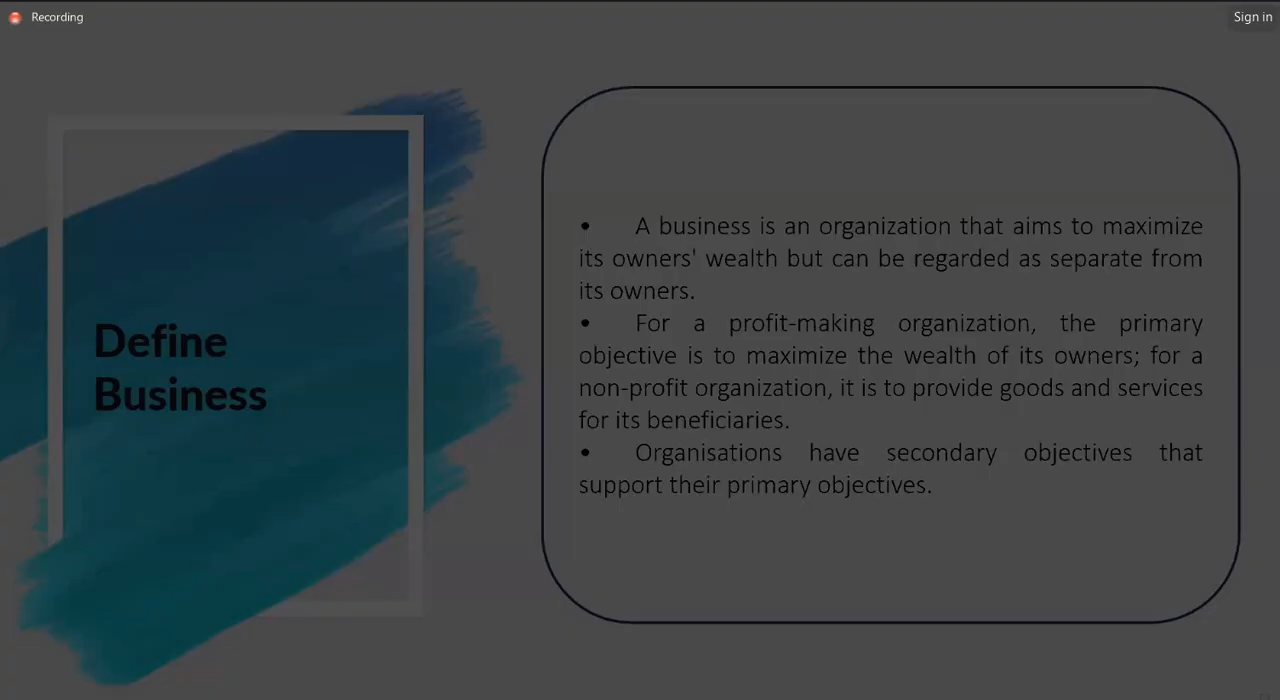 Recording
Sign in
Define
Business
• A business is an organization that aims to maximize
its owners' wealth but can be regarded as separate from
its owners.
• For a profit-making organization, the primary
objective is to maximize the wealth of its owners; for a
non-profit organization, it is to provide goods and services
for its beneficiaries.
• Organisations have secondary objectives that
support their primary objectives.